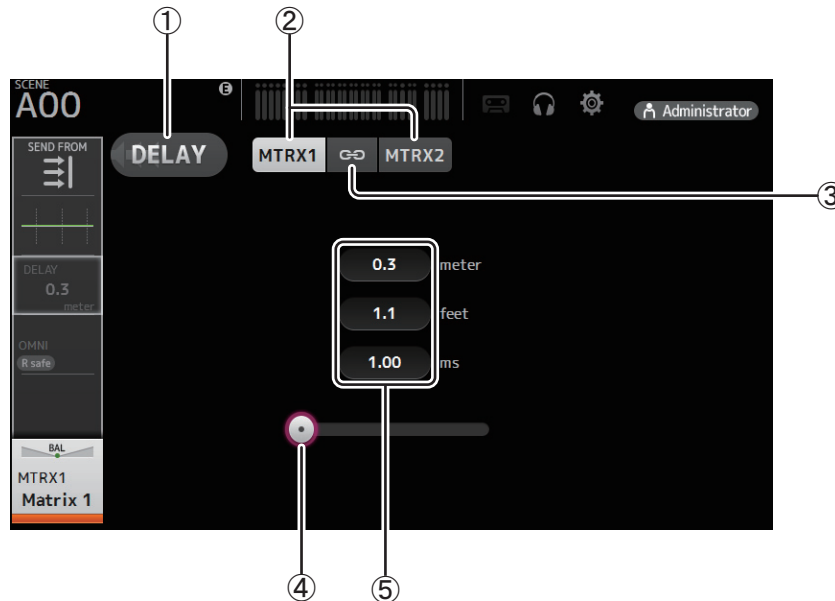 ① ②
SCENE
A00
E
Administrator
SEND FROM
DELAY
MTRX1
MTRX2
③
DELAY
0.3
meter
0.3 meter
1.1 feet
1.00 ms
OMNI
R safe
BAL
MTRX1
Matrix 1
④ ⑤